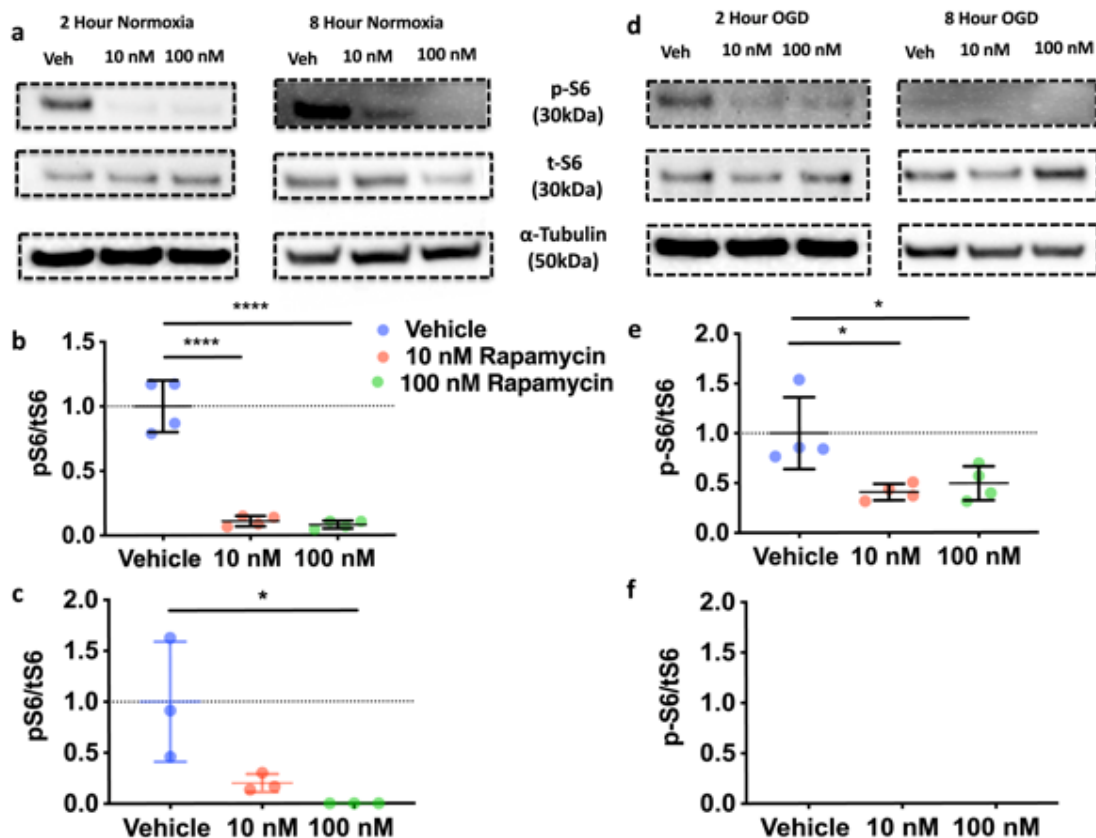 a
2 Hour Normoxia
8 Hour Normoxia
Veh 10 nM 100 nM
Veh 10 nM 100 nM
p-S6
(30kDa)
t-S6
(30kDa)
α-Tubulin
(50kDa)
d
2 Hour OGD
8 Hour OGD
Veh 10 nM 100 nM
Veh 10 nM 100 nM
b
pS6/tS6
1.5
1.0
0.5
0.0
****
****
Vehicle 10 nM 100 nM
Vehicle
10 nM Rapamycin
100 nM Rapamycin
e
p-S6/tS6
2.0
1.5
1.0
0.5
0.0
*
*
Vehicle 10 nM 100 nM
c
pS6/tS6
2.0
1.5
1.0
0.5
0.0
*
Vehicle 10 nM 100 nM
f
p-S6/tS6
2.0
1.5
1.0
0.5
0.0
Vehicle 10 nM 100 nM